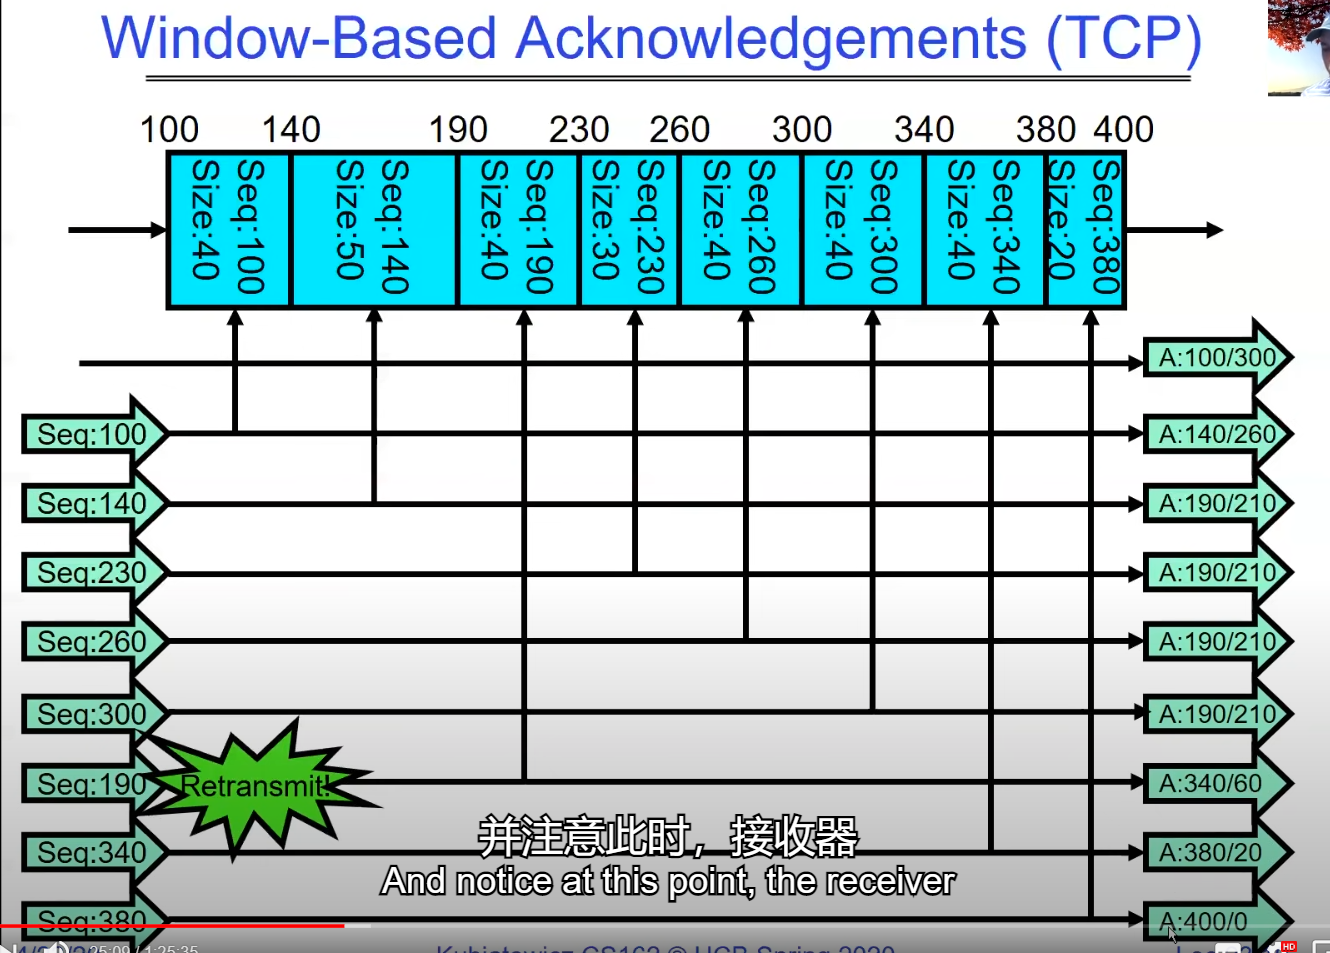 Window-Based Acknowledgements (TCP)
100 140 190 230 260 300 340 380 400
Seq:100
Size:40
Seq:140
Size:50
Seq:190
Size:40
Seq:230
Size:30
Seq:260
Size:40
Seq:300
Size:40
Seq:340
Size:40
Seq:380
Size:20
A:100/300
Seq:100 A:140/260
Seq:140 A:190/210
Seq:230 A:190/210
Seq:260 A:190/210
Seq:300 A:190/210
Seq:190 Retransmit! A:340/60
Seq:340 A:380/20
并注意此时，接收器
And notice at this point, the receiver
Seq:380 A:400/0
25:09 / 1:25:35 HD
Kubiatowicz CS162 © UCB Spring 2020